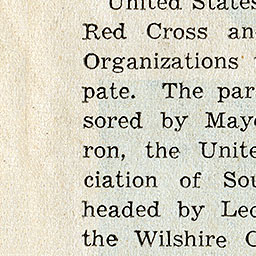 United States
Red Cross an
Organizations
pate. The par
sored by Mayo
ron, the Unite
ciation of Sou
headed by Leo
the Wilshire C